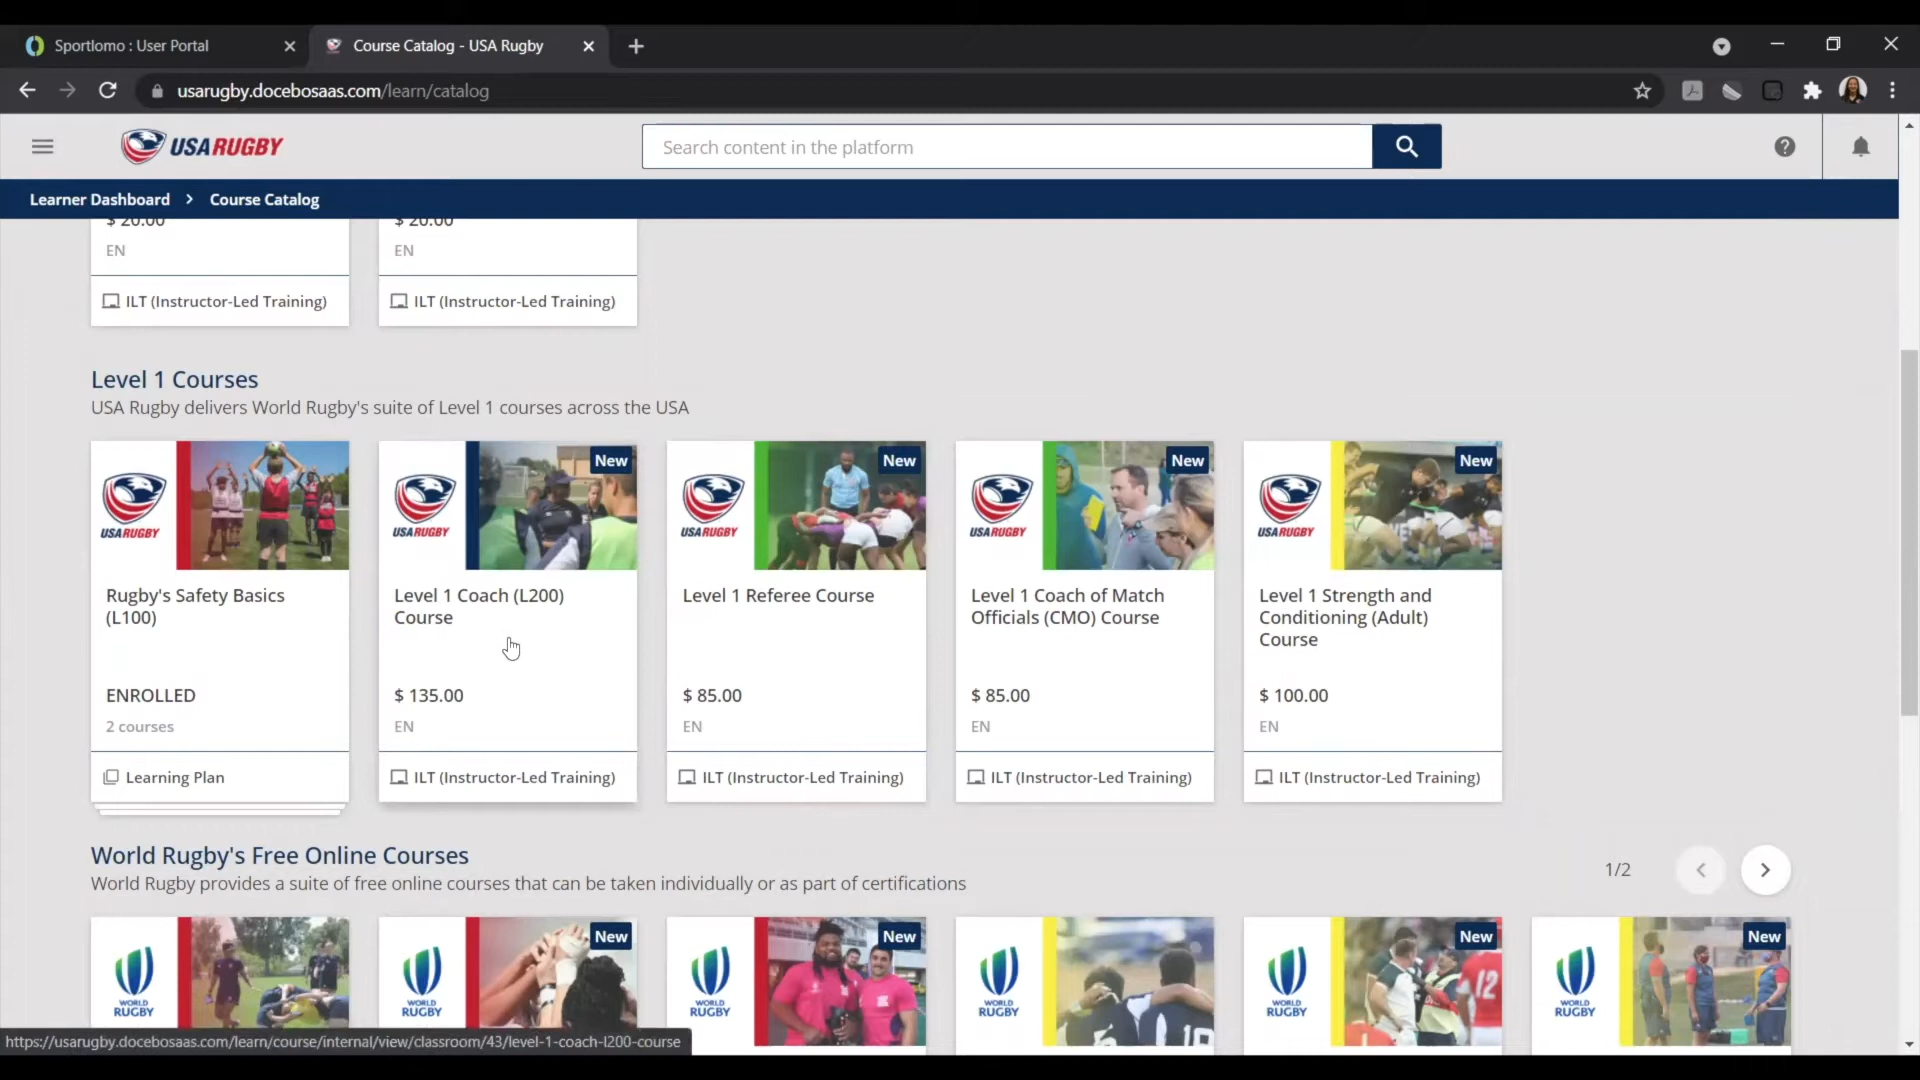 Sportlomo : User Portal
Course Catalog - USA Rugby
usarugby.docebosaas.com/learn/catalog
USA RUGBY
Search content in the platform
Learner Dashboard > Course Catalog
$ 20.00
$ 20.00
EN
EN
ILT (Instructor-Led Training)
ILT (Instructor-Led Training)
Level 1 Courses
USA Rugby delivers World Rugby's suite of Level 1 courses across the USA
New
New
New
New
USA RUGBY
USA RUGBY
USA RUGBY
USA RUGBY
USA RUGBY
Rugby's Safety Basics
(L100)
ENROLLED
2 courses
Learning Plan
Level 1 Coach (L200)
Course
$ 135.00
EN
ILT (Instructor-Led Training)
Level 1 Referee Course
$ 85.00
EN
ILT (Instructor-Led Training)
Level 1 Coach of Match
Officials (CMO) Course
$ 85.00
EN
ILT (Instructor-Led Training)
Level 1 Strength and
Conditioning (Adult)
Course
$ 100.00
EN
ILT (Instructor-Led Training)
World Rugby's Free Online Courses
World Rugby provides a suite of free online courses that can be taken individually or as part of certifications
1/2
New
New
New
New
WORLD
RUGBY
WORLD
RUGBY
WORLD
RUGBY
WORLD
RUGBY
WORLD
RUGBY
WORLD
RUGBY
12
https://usarugby.docebosaas.com/learn/course/internal/view/classroom/43/level-1-coach-l200-course